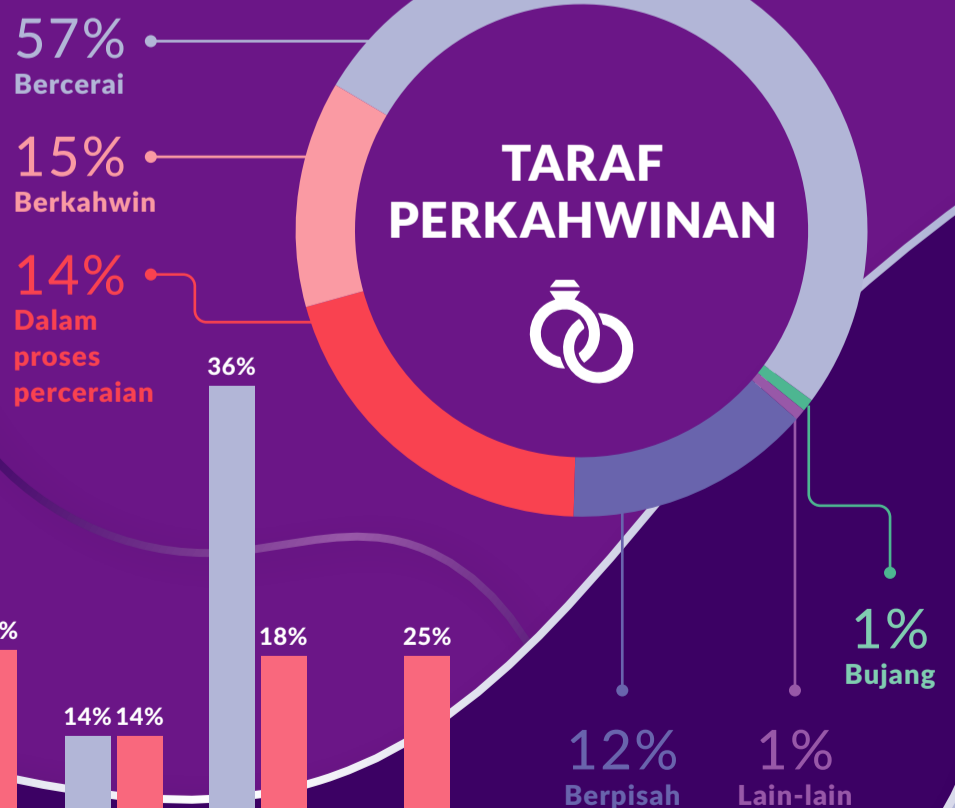 57%
Bercerai
15%
Berkahwin
14%
Dalam
proses
perceraian
TARAF
PERKAHWINAN
36%
18%
25%
%
14%
14%
1%
Bujang
12%
Berpisah
1%
Lain-lain